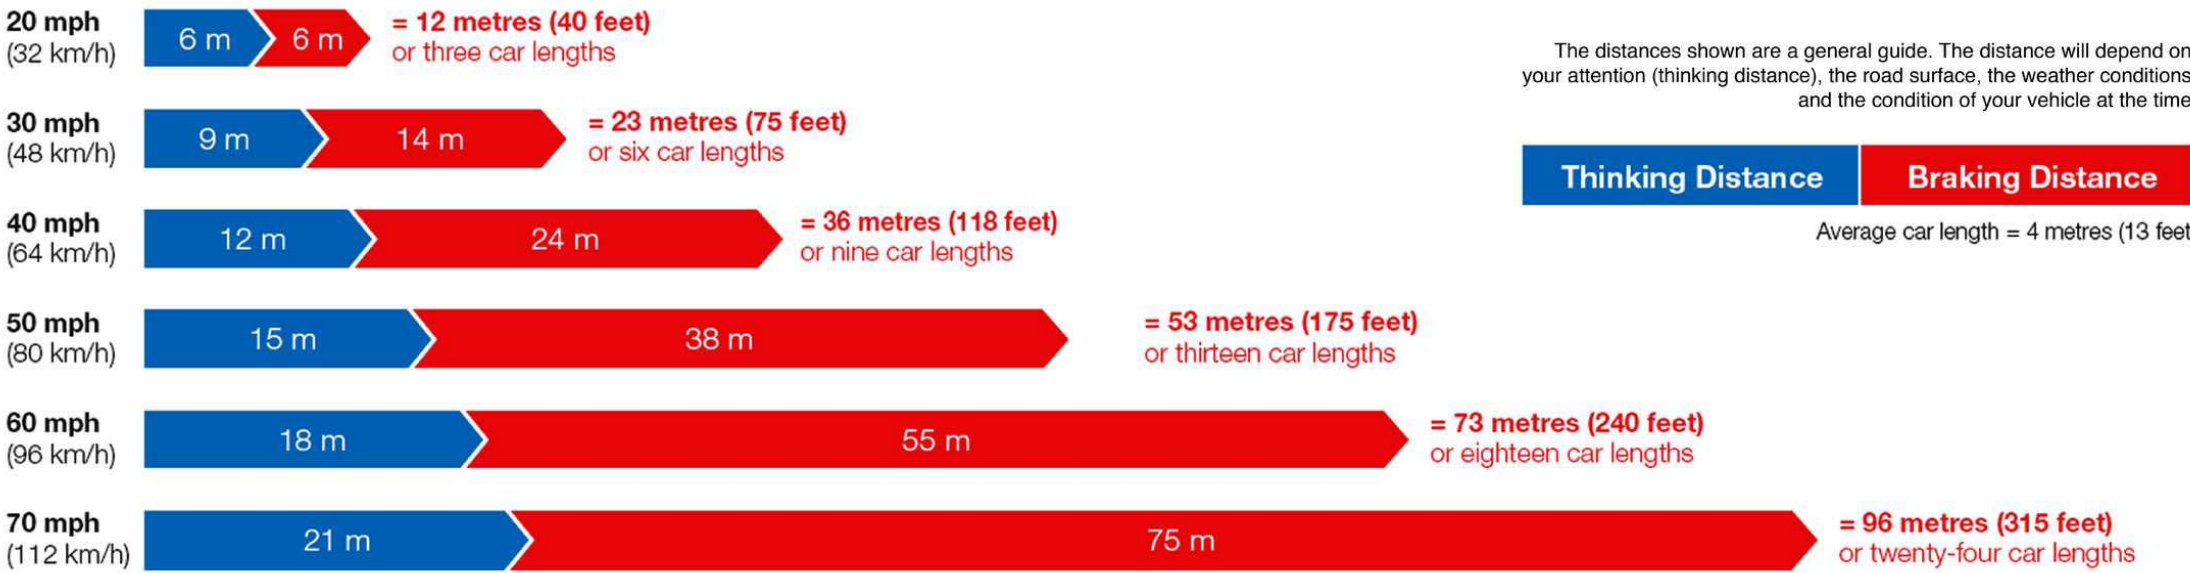 20 mph
(32 km/h)
6 m
6 m
= 12 metres (40 feet)
or three car lengths
The distances shown are a general guide. The distance will depend on
your attention (thinking distance), the road surface, the weather conditions
and the condition of your vehicle at the time
30 mph
(48 km/h)
9 m
14 m
= 23 metres (75 feet)
or six car lengths
Thinking Distance
Braking Distance
Average car length = 4 metres (13 feet
40 mph
(64 km/h)
12 m
24 m
= 36 metres (118 feet)
or nine car lengths
50 mph
(80 km/h)
15 m
38 m
= 53 metres (175 feet)
or thirteen car lengths
60 mph
(96 km/h)
18 m
55 m
= 73 metres (240 feet)
or eighteen car lengths
70 mph
(112 km/h)
21 m
75 m
= 96 metres (315 feet)
or twenty-four car lengths